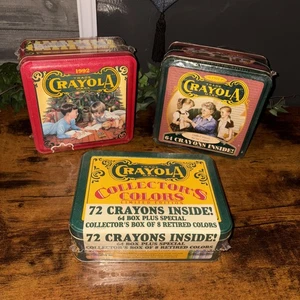 1992
CRAYOLA
CRAYOLA
64 CRAYONS INSIDE!
CRAYOLA
COLLECTOR'S
COLORS
72 CRAYONS INSIDE!
64 BOX PLUS SPECIAL
COLLECTOR'S BOX OF 8 RETIRED COLORS
72 CRAYONS INSIDE!
64 BOX PLUS SPECIAL
COLLECTOR'S BOX OF 8 RETIRED COLORS